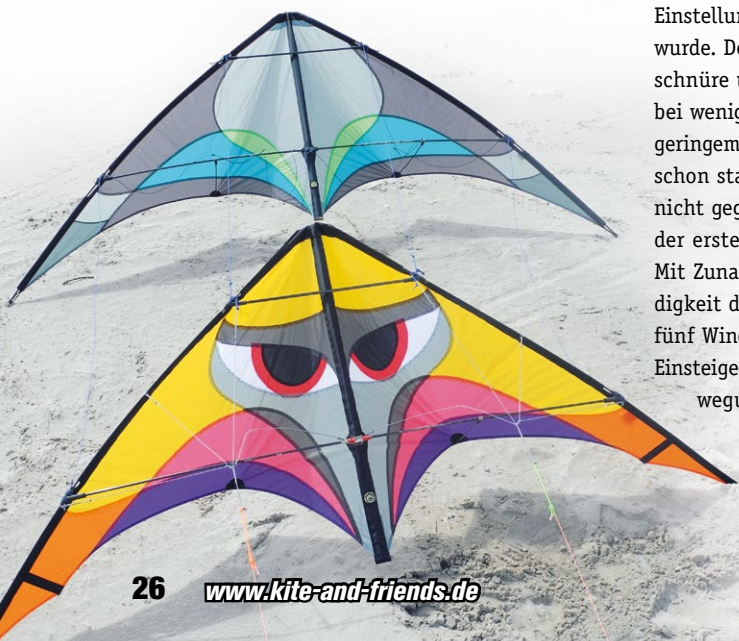 Einstellun
wurde. De
schnüre u
bei wenig
geringem
schon sta
nicht geg
der erste
Mit Zuna
digkeit d
fünf Wind
Einsteige
wegu
26 www.kite-and-friends.de